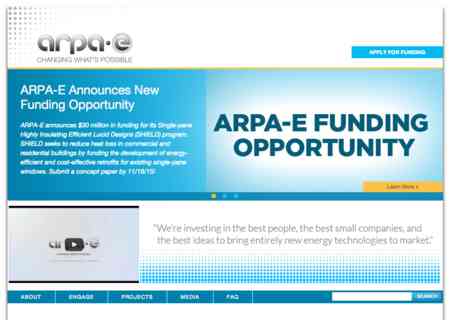 arpa·e
CHANGING WHAT'S POSSIBLE
APPLY FOR FUNDING
ARPA-E Announces New
Funding Opportunity
ARPA-E announces $30 million in funding for its Single-pane
Highly Insulating Efficient Lucid Designs (SHIELD) program.
SHIELD seeks to reduce heat loss in commercial and
residential buildings by funding the development of energy-
efficient and cost-effective retrofits for existing single-pane
windows. Submit a concept paper by 11/16/15!
ARPA-E FUNDING
OPPORTUNITY
Learn More »
arpa·e
"We're investing in the best people, the best small companies, and
the best ideas to bring entirely new energy technologies to market."
ABOUT
ENGAGE
PROJECTS
MEDIA
FAQ
SEARCH